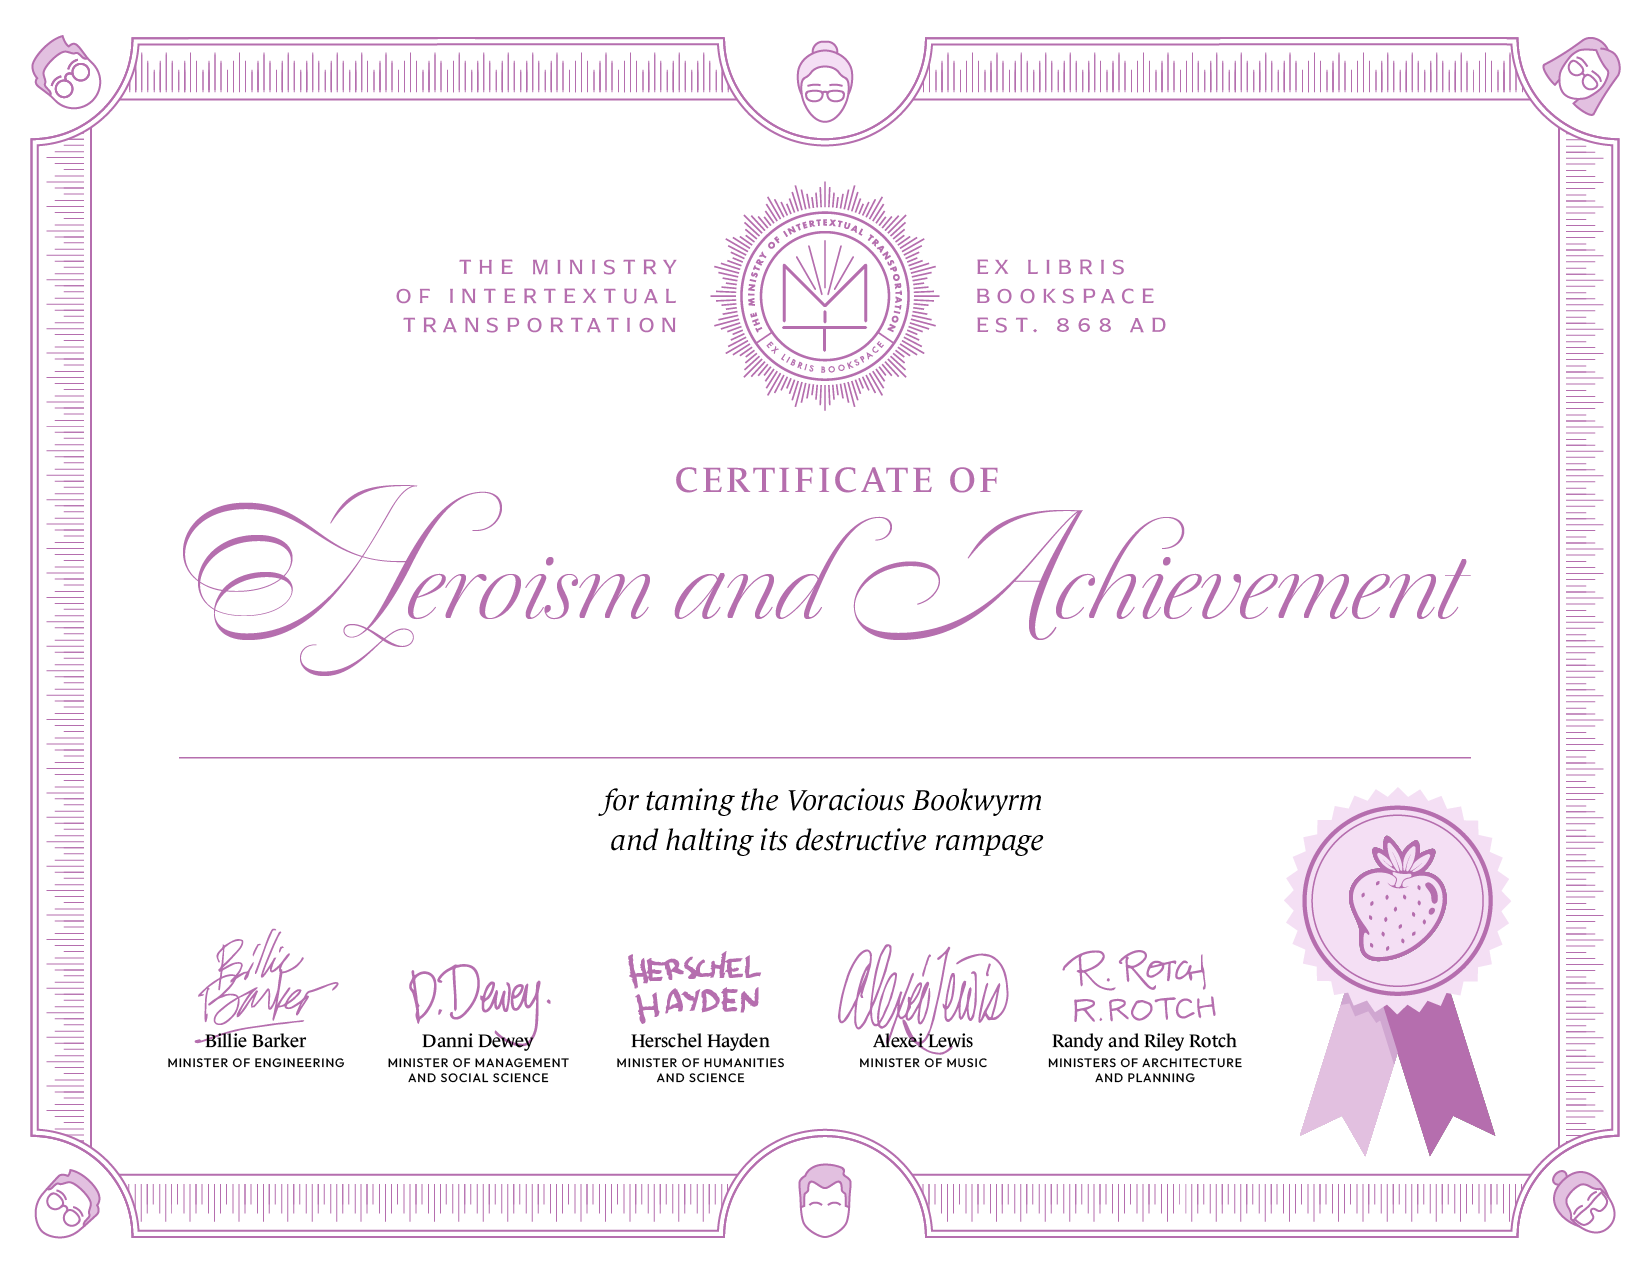 THE MINISTRY
OF INTERTEXTUAL
TRANSPORTATION
THE MINISTRY OF INTERTEXTUAL TRANSPORTATION
EX LIBRIS BOOKSPACE
EX LIBRIS
BOOKSPACE
EST. 868 AD
CERTIFICATE OF
Heroism and Achievement
for taming the Voracious Bookwyrm
and halting its destructive rampage
Billie
Barker
Billie Barker
MINISTER OF ENGINEERING
D. Dewey.
Danni Dewey
MINISTER OF MANAGEMENT
AND SOCIAL SCIENCE
HERSCHEL
HAYDEN
Herschel Hayden
MINISTER OF HUMANITIES
AND SCIENCE
Alexei Lewis
Alexei Lewis
MINISTER OF MUSIC
R. ROTCH
R. ROTCH
Randy and Riley Rotch
MINISTERS OF ARCHITECTURE
AND PLANNING